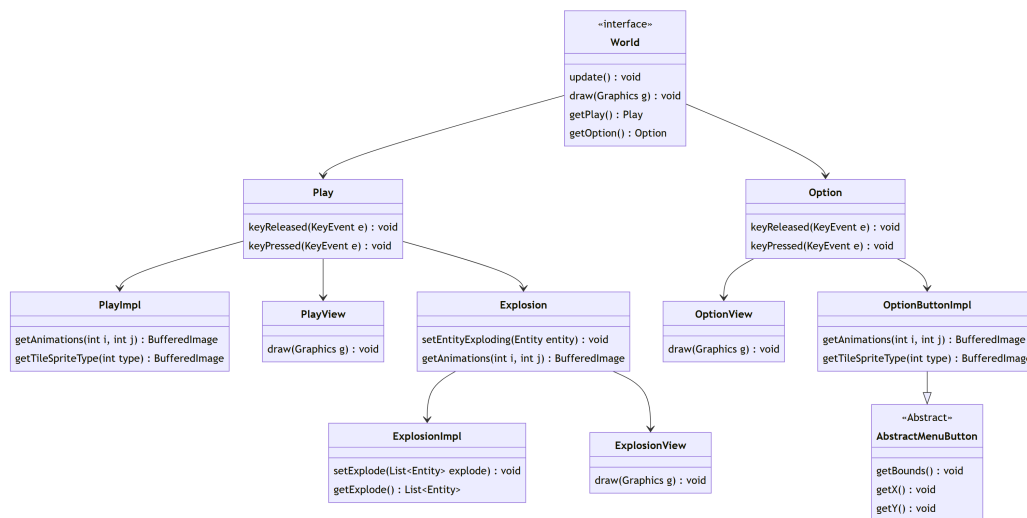 «interface»
World
update() : void
draw(Graphics g) : void
getPlay() : Play
getOption() : Option
Play
keyReleased(KeyEvent e) : void
keyPressed(KeyEvent e) : void
Option
keyReleased(KeyEvent e) : void
keyPressed(KeyEvent e) : void
PlayImpl
getAnimations(int i, int j) : BufferedImage
getTileSpriteType(int type) : BufferedImage
PlayView
draw(Graphics g) : void
Explosion
setEntityExploding(Entity entity) : void
getAnimations(int i, int j) : BufferedImage
OptionView
draw(Graphics g) : void
OptionButtonImpl
getAnimations(int i, int j) : BufferedImage
getTileSpriteType(int type) : BufferedImage
ExplosionImpl
setExplode(List<Entity> explode) : void
getExplode() : List<Entity>
ExplosionView
draw(Graphics g) : void
«Abstract»
AbstractMenuButton
getBounds() : void
getX() : void
getY() : void